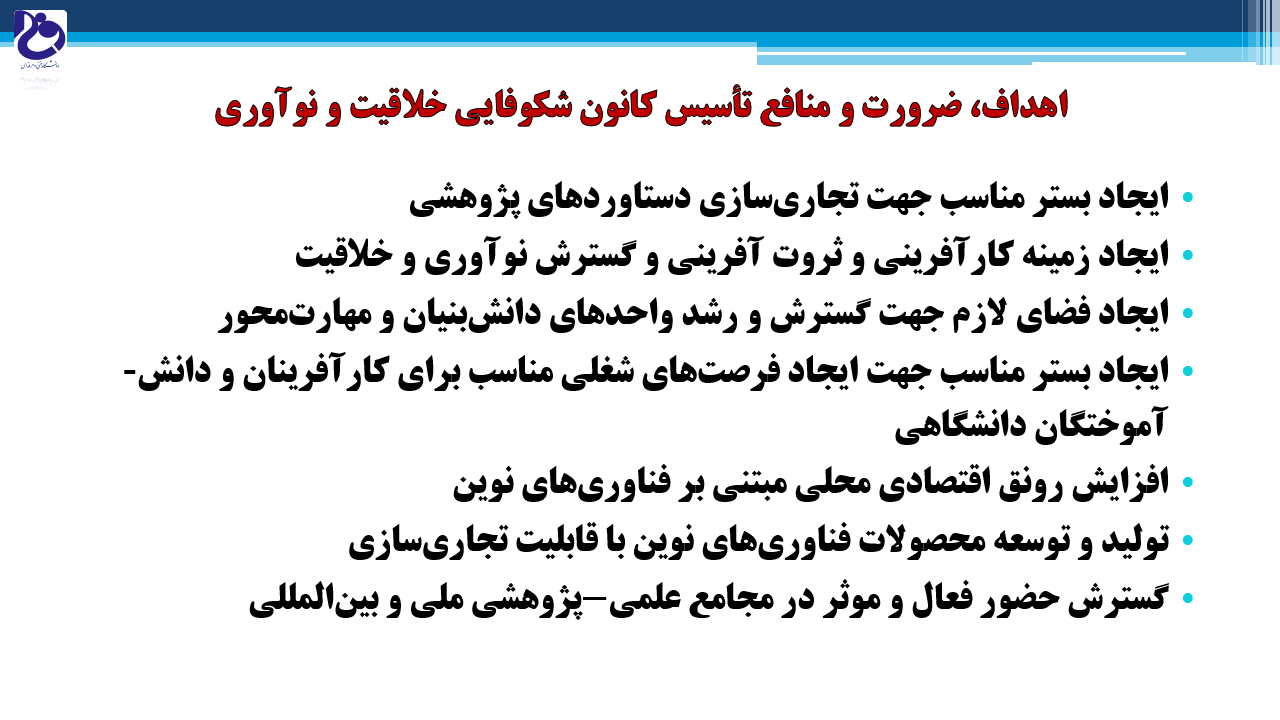 اهداف، ضرورت و منافع تأسیس کانون شکوفایی خلاقیت و نوآوری
• ایجاد بستر مناسب جهت تجاری‌سازی دستاوردهای پژوهشی
• ایجاد زمینه کارآفرینی و ثروت آفرینی و گسترش نوآوری و خلاقیت
• ایجاد فضای لازم جهت گسترش و رشد واحدهای دانش‌بنیان و مهارت‌محور
• ایجاد بستر مناسب جهت ایجاد فرصت‌های شغلی مناسب برای کارآفرینان و دانش-
آموختگان دانشگاهی
• افزایش رونق اقتصادی محلی مبتنی بر فناوری‌های نوین
• تولید و توسعه محصولات فناوری‌های نوین با قابلیت تجاری‌سازی
• گسترش حضور فعال و موثر در مجامع علمی–پژوهشی ملی و بین‌المللی